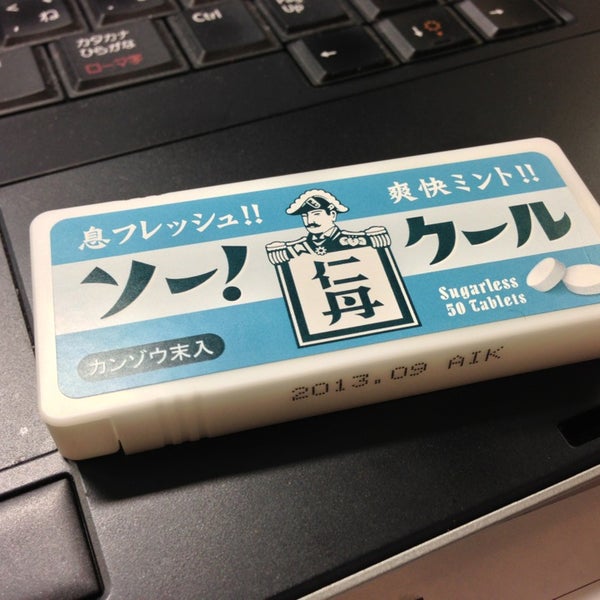 ね
カタカナ
ひらがな
ローマ字
Ctrl
Up
←
↓
→
息フレッシュ!!
爽快ミント!!
ソー!
クール
仁丹
Sugarless
50 Tablets
カンゾウ末入
2013.09 AIK